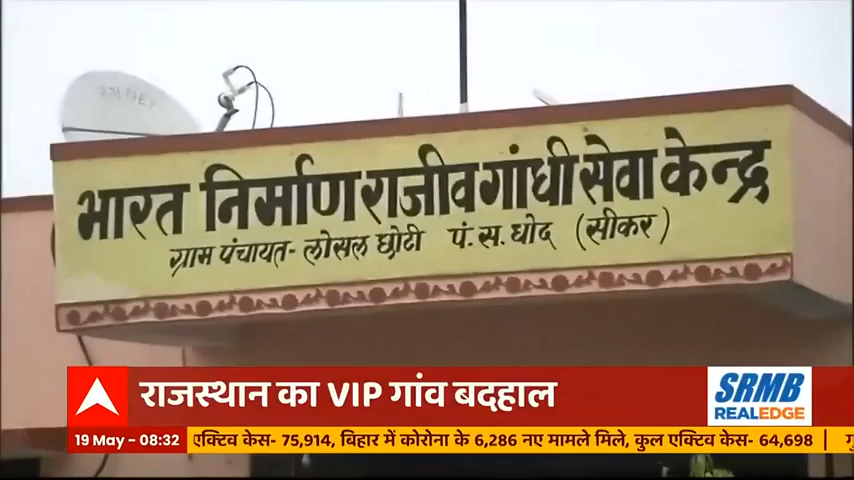 भारत निर्माण राजीव गांधी सेवा केन्द्र
ग्राम पंचायत- लोसल छोटी पं. स. धोद (सीकर)
राजस्थान का VIP गांव बदहाल
SRMB
REALEDGE
19 May - 08:32
एक्टिव केस- 75,914, बिहार में कोरोना के 6,286 नए मामले मिले, कुल एक्टिव केस- 64,698